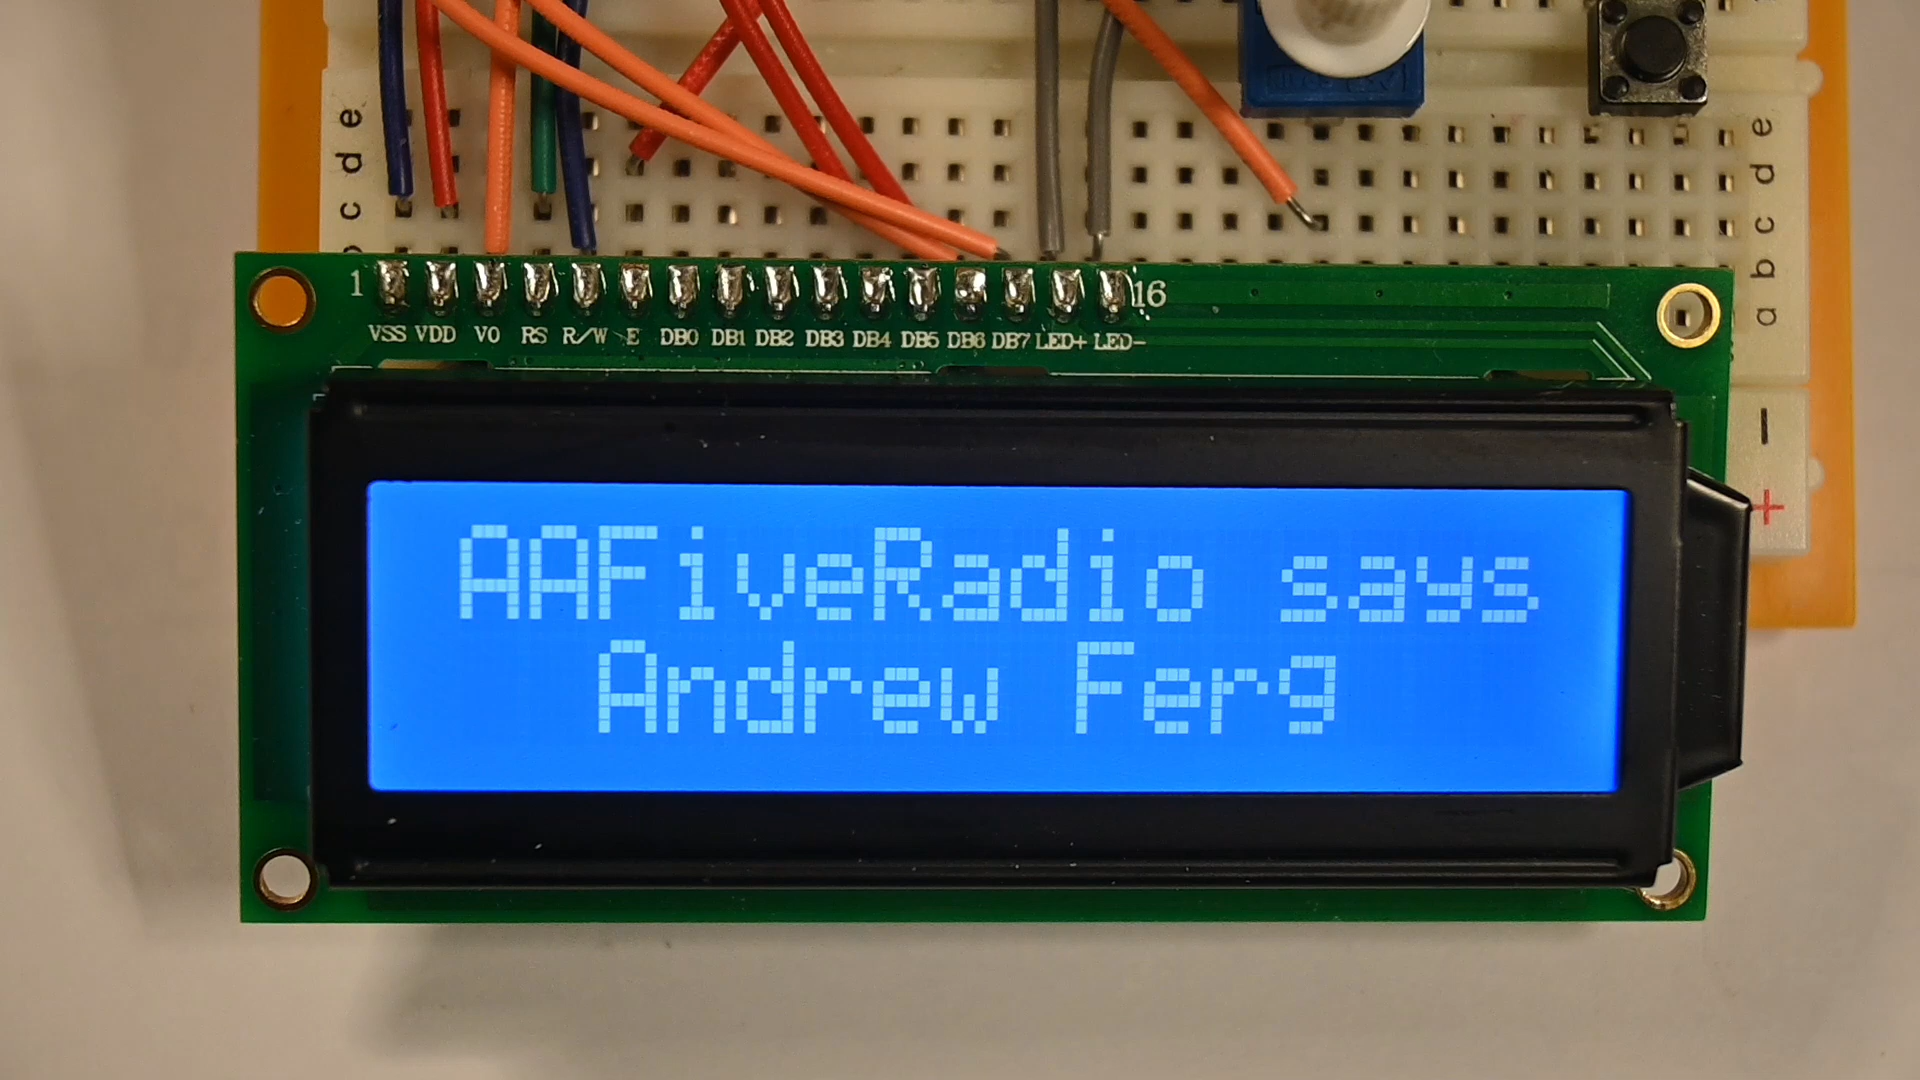 e
d
c
b
e
d
c
b
a
1
16
VSS VDD V0 RS R/W E DB0 DB1 DB2 DB3 DB4 DB5 DB6 DB7 LED+ LED-
−
+
AAFiveRadio says
Andrew Ferg